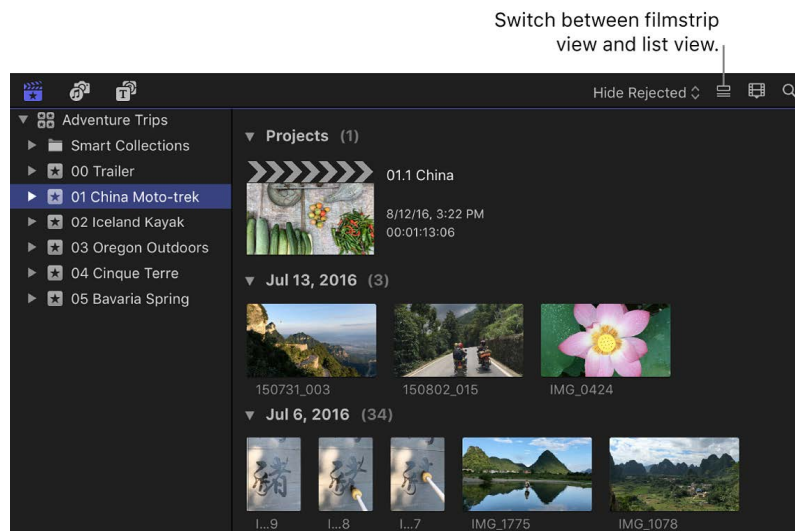 Switch between filmstrip
view and list view.
Hide Rejected
Adventure Trips
Smart Collections
00 Trailer
01 China Moto-trek
02 Iceland Kayak
03 Oregon Outdoors
04 Cinque Terre
05 Bavaria Spring
Projects (1)
01.1 China
8/12/16, 3:22 PM
00:01:13:06
Jul 13, 2016 (3)
150731_003
150802_015
IMG_0424
Jul 6, 2016 (34)
猪
I...9
I...8
I...7
IMG_1775
IMG_1078